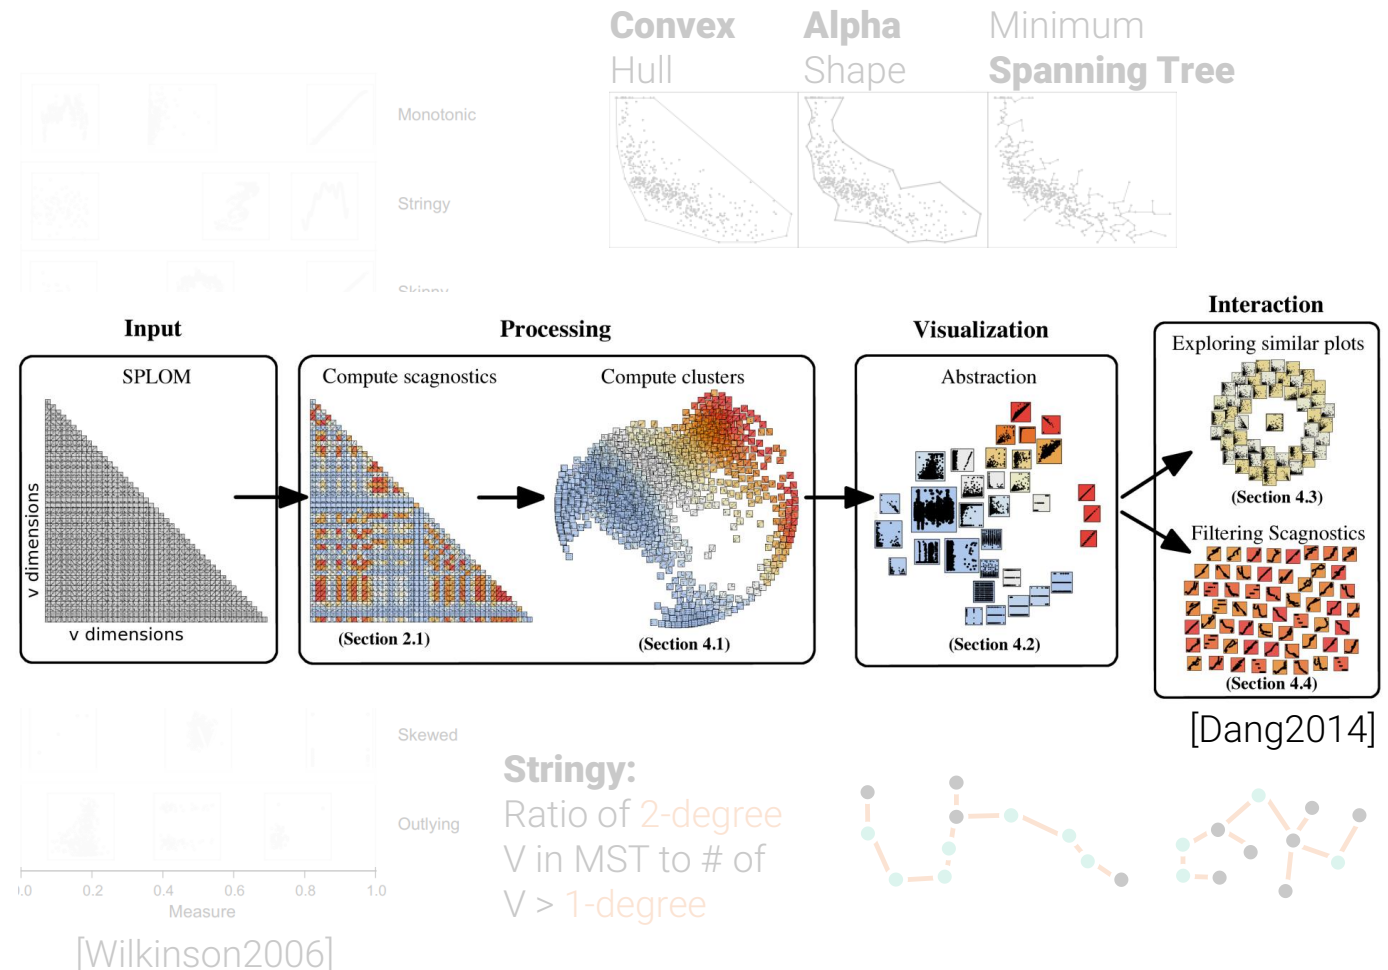 Convex
Hull
Alpha
Shape
Minimum
Spanning Tree
Monotonic
Stringy
Skinny
Input
SPLOM
v dimensions
v dimensions
Processing
Compute scagnostics
(Section 2.1)
Compute clusters
(Section 4.1)
Visualization
Abstraction
(Section 4.2)
Interaction
Exploring similar plots
(Section 4.3)
Filtering Scagnostics
(Section 4.4)
[Dang2014]
Skewed
Outlying
0.0 0.2 0.4 0.6 0.8 1.0
Measure
[Wilkinson2006]
Stringy:
Ratio of 2-degree
V in MST to # of
V > 1-degree